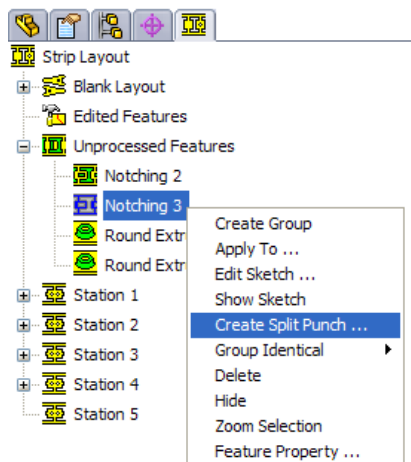 Strip Layout
Blank Layout
Edited Features
Unprocessed Features
Notching 2
Notching 3
Round Extr
Round Extr
Station 1
Station 2
Station 3
Station 4
Station 5
Create Group
Apply To ...
Edit Sketch ...
Show Sketch
Create Split Punch ...
Group Identical
Delete
Hide
Zoom Selection
Feature Property ...